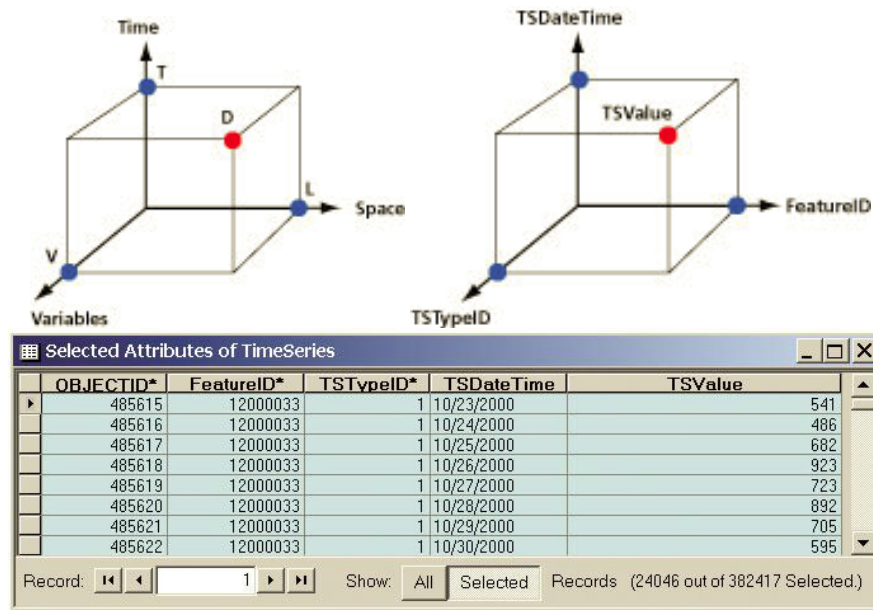 Time
T
D
L
Space
V
Variables
TSDateTime
TSValue
FeatureID
TSTypeID
Selected Attributes of TimeSeries
OBJECTID* FeatureID* TSTypeID* TSDateTime TSValue
485615 12000033 1 10/23/2000 541
485616 12000033 1 10/24/2000 486
485617 12000033 1 10/25/2000 682
485618 12000033 1 10/26/2000 923
485619 12000033 1 10/27/2000 723
485620 12000033 1 10/28/2000 892
485621 12000033 1 10/29/2000 705
485622 12000033 1 10/30/2000 595
Record: 1 Show: All Selected Records (24046 out of 382417 Selected.)